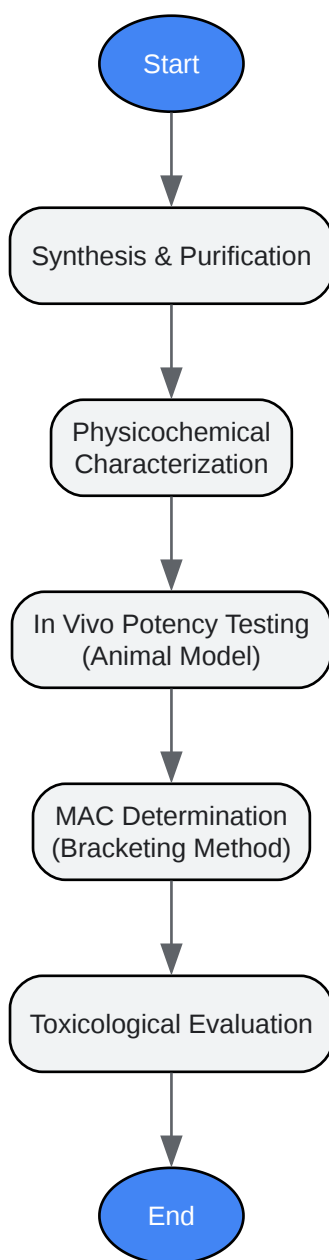 Start
Synthesis & Purification
Physicochemical
Characterization
In Vivo Potency Testing
(Animal Model)
MAC Determination
(Bracketing Method)
Toxicological Evaluation
End